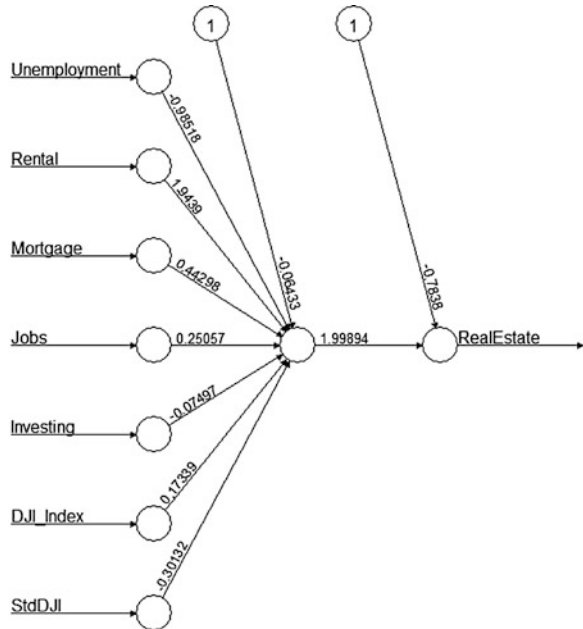 1
1
Unemployment
-0.98518
Rental
1.9439
Mortgage
0.44298
-0.06433
-0.7838
Jobs
0.25057
1.99894
RealEstate
Investing
-0.07497
DJI_Index
0.17339
StdDJI
-0.30132